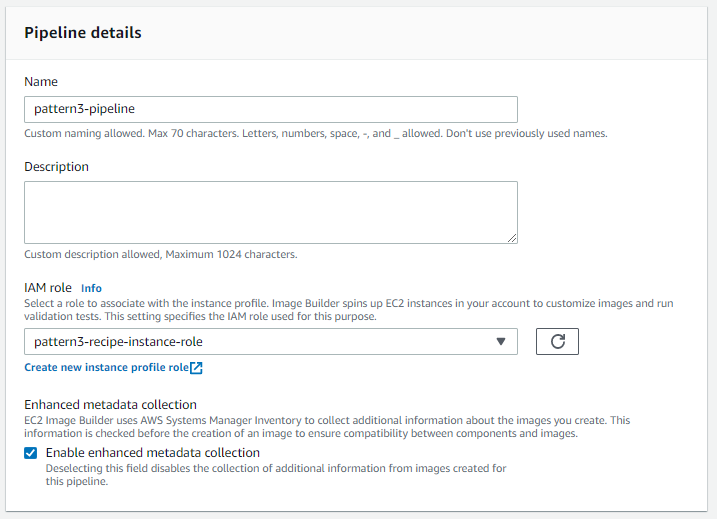 Pipeline details
Name
pattern3-pipeline
Custom naming allowed. Max 70 characters. Letters, numbers, space, -, and _ allowed. Don't use previously used names.
Description
Custom description allowed, Maximum 1024 characters.
IAM role Info
Select a role to associate with the instance profile. Image Builder spins up EC2 instances in your account to customize images and run
validation tests. This setting specifies the IAM role used for this purpose.
pattern3-recipe-instance-role
Create new instance profile role
Enhanced metadata collection
EC2 Image Builder uses AWS Systems Manager Inventory to collect additional information about the images you create. This
information is checked before the creation of an image to ensure compatibility between components and images.
Enable enhanced metadata collection
Deselecting this field disables the collection of additional information from images created for
this pipeline.